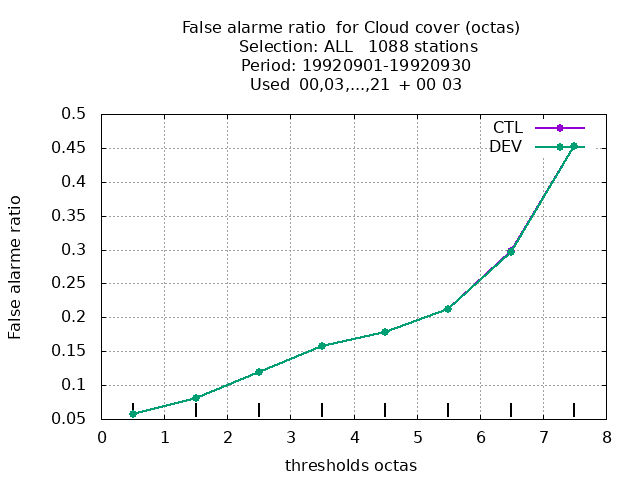 False alarme ratio  for Cloud cover (octas)
Selection: ALL   1088 stations
Period: 19920901-19920930
Used  00,03,...,21  + 00 03
CTL
DEV
0.5
0.45
0.4
0.35
0.3
0.25
0.2
0.15
0.1
0.05
False alarme ratio
0 1 2 3 4 5 6 7 8
thresholds octas